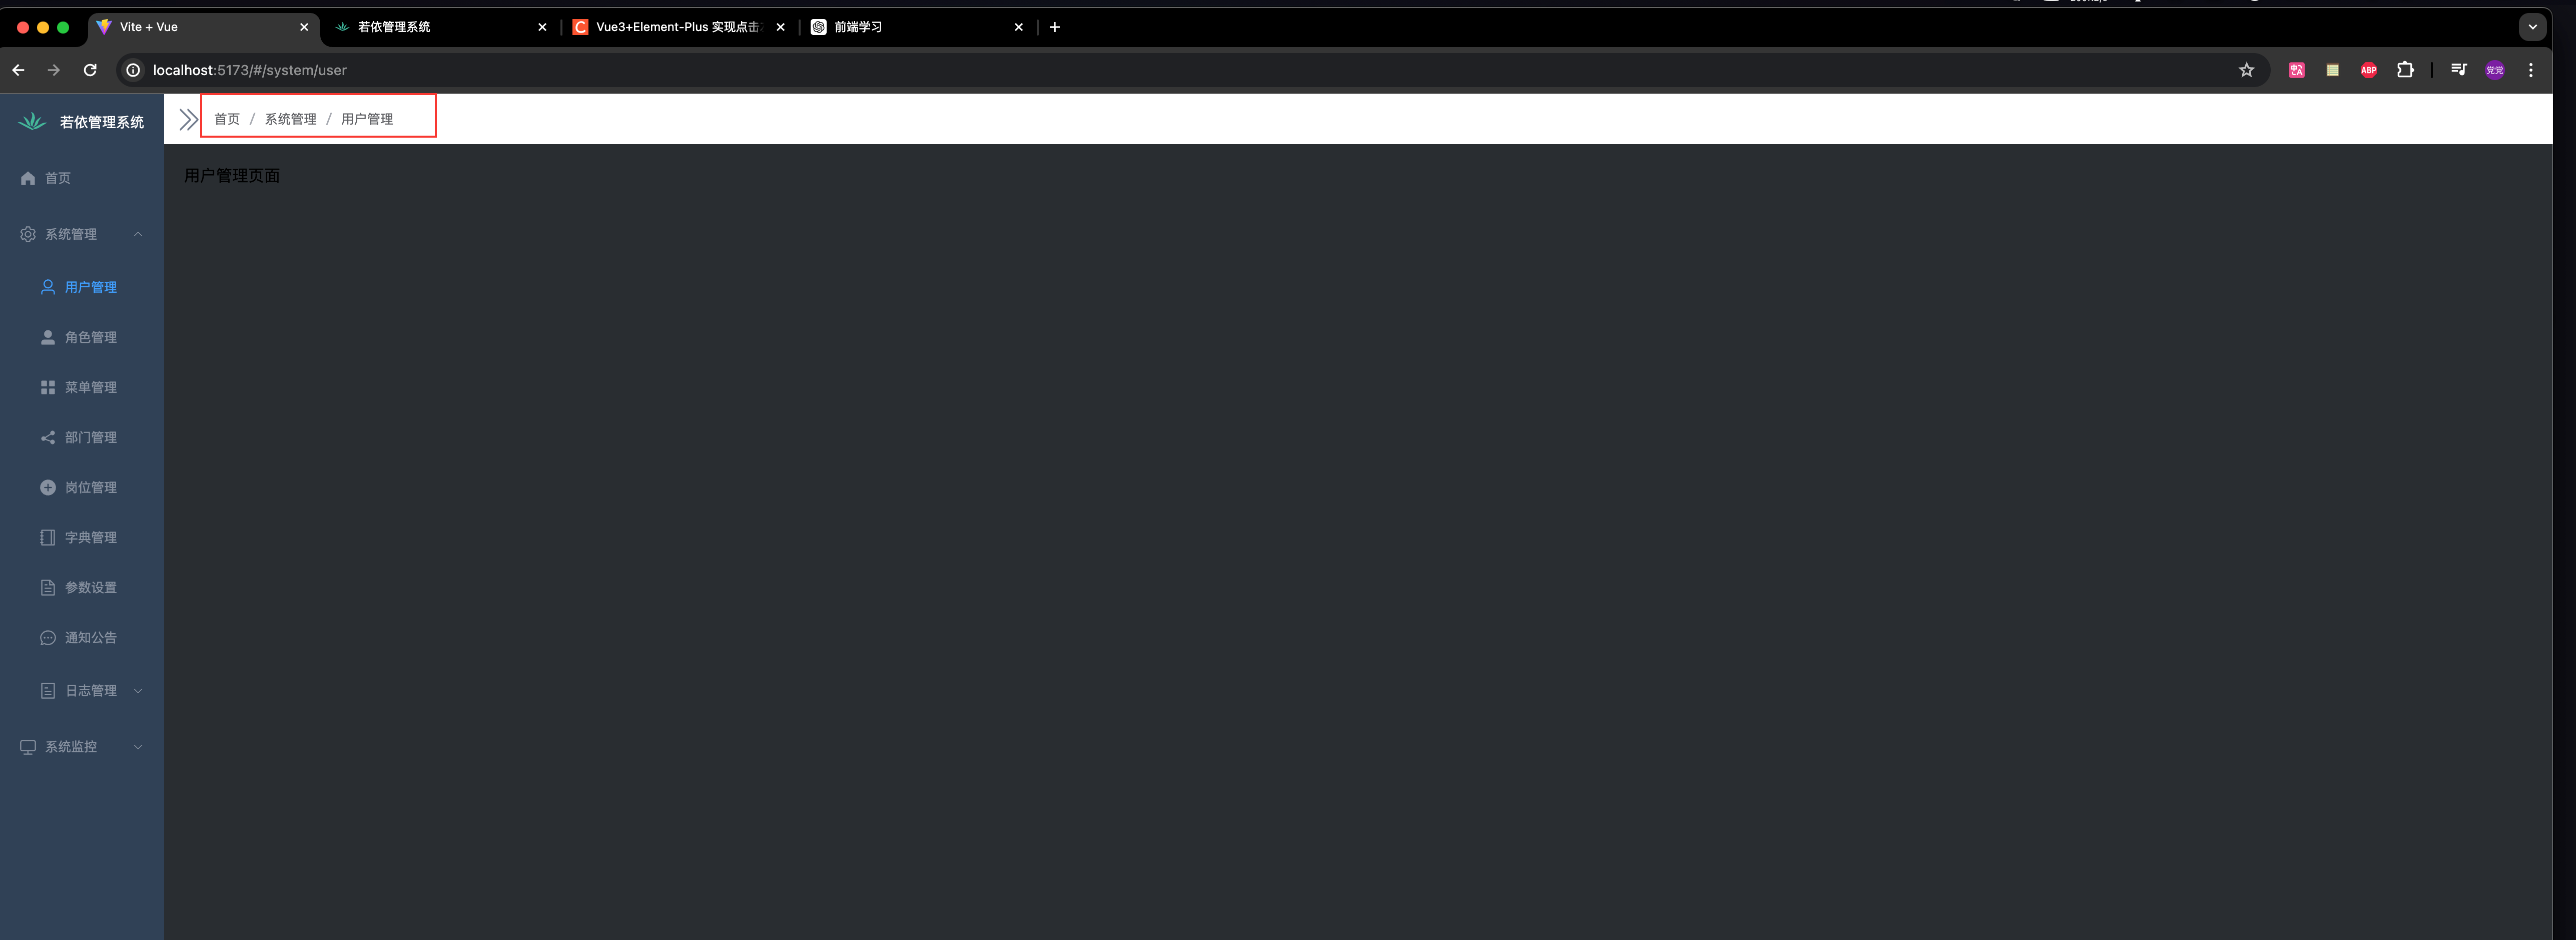 Vite + Vue
若依管理系统
Vue3+Element-Plus 实现点击
前端学习
localhost:5173/#/system/user
ABP
党党
若依管理系统
首页 / 系统管理 / 用户管理
用户管理页面
首页
系统管理
用户管理
角色管理
菜单管理
部门管理
岗位管理
字典管理
参数设置
通知公告
日志管理
系统监控